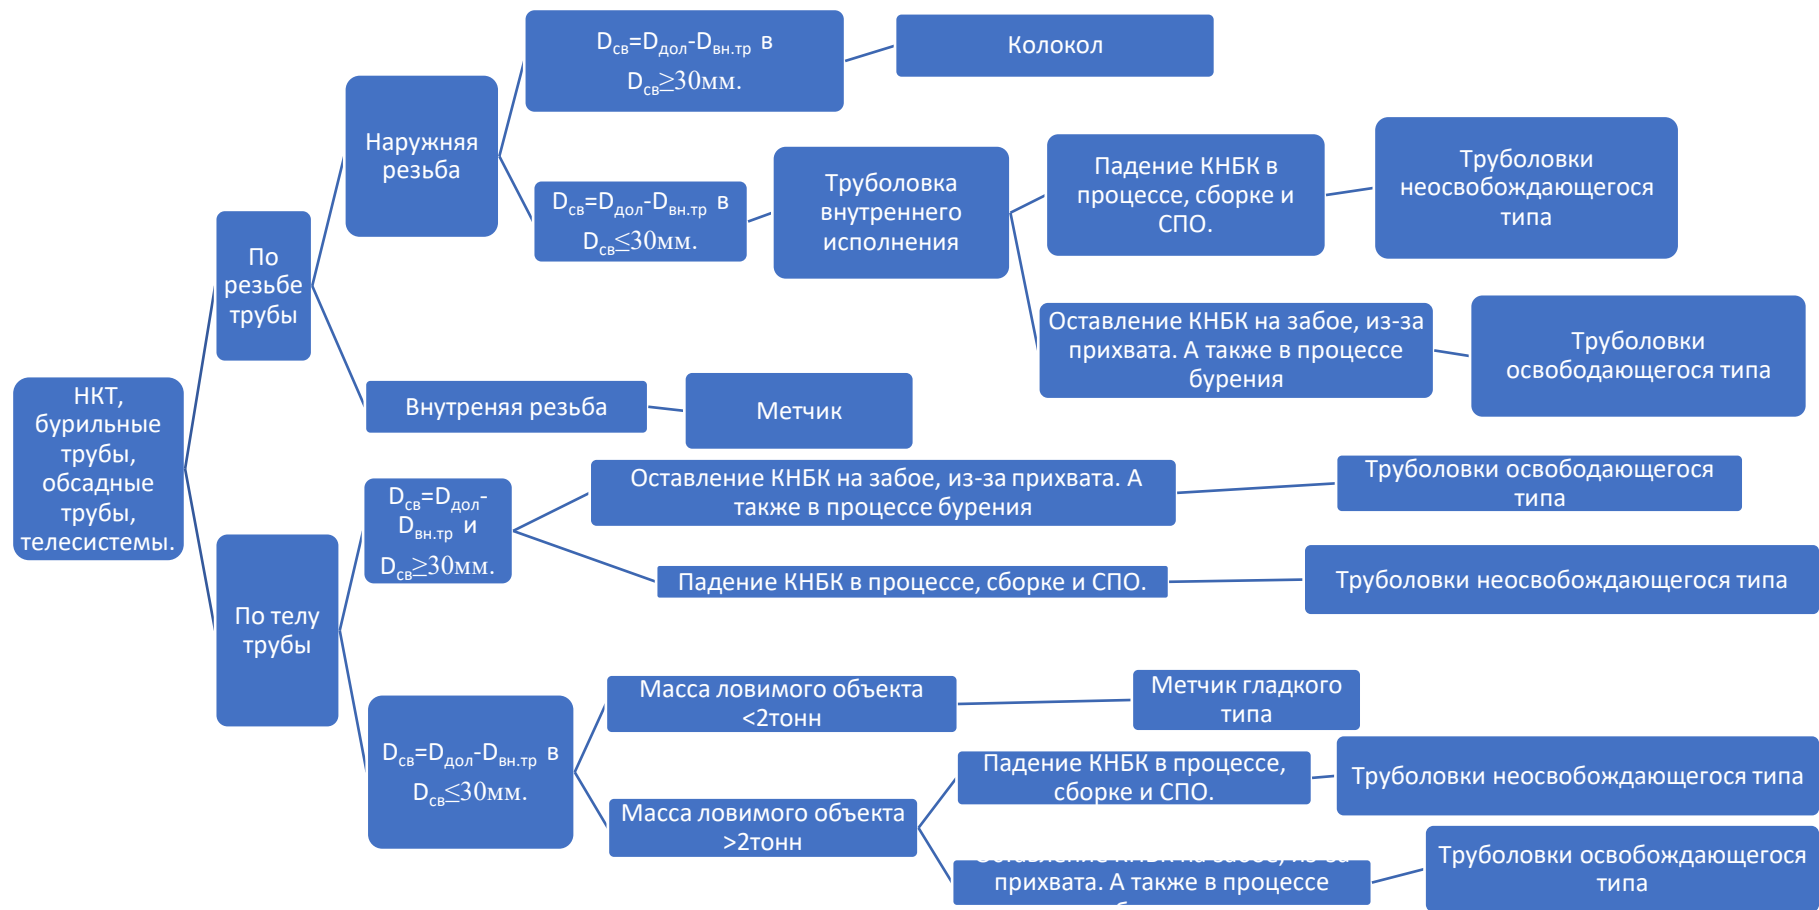 НКТ,
бурильные
трубы,
обсадные
трубы,
телесистемы.
По
резьбе
трубы
Наружняя
резьба
Dсв=Dдол-Dвн.тр в
Dсв≥30мм.
Колокол
Dсв=Dдол-Dвн.тр в
Dсв≤30мм.
Труболовка
внутреннего
исполнения
Падение КНБК в
процессе, сборке и
СПО.
Труболовки
неосвобождающегося
типа
Оставление КНБК на забое, из-за
прихвата. А также в процессе
бурения
Труболовки
освободающегося типа
Внутреняя резьба
Метчик
По телу
трубы
Dсв=Dдол-
Dвн.тр и
Dсв≥30мм.
Оставление КНБК на забое, из-за прихвата. А
также в процессе бурения
Труболовки освободающегося
типа
Падение КНБК в процессе, сборке и СПО.
Труболовки неосвобождающегося типа
Dсв=Dдол-Dвн.тр в
Dсв≤30мм.
Масса ловимого объекта
<2тонн
Метчик гладкого
типа
Масса ловимого объекта
>2тонн
Падение КНБК в процессе,
сборке и СПО.
Труболовки неосвобождающегося типа
прихвата. А также в процессе
Труболовки освобождающегося
типа